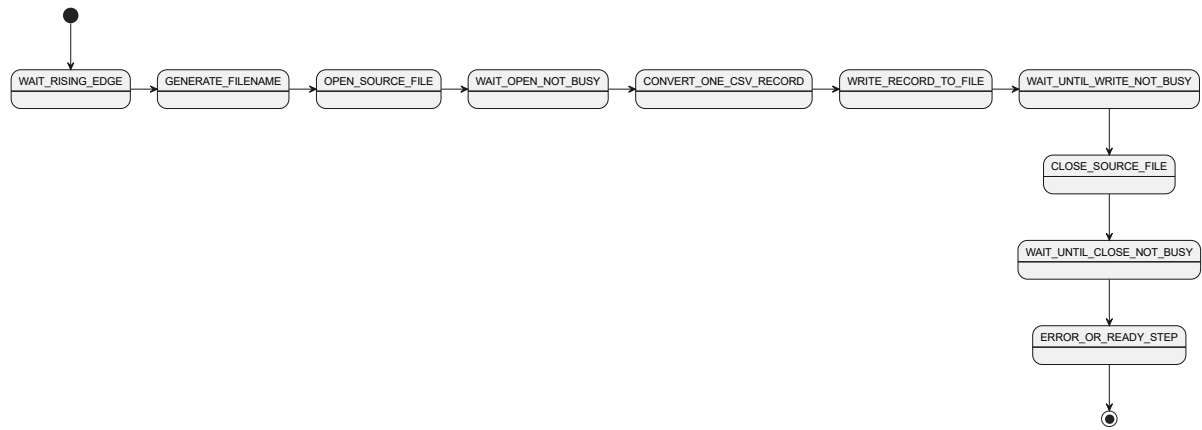 WAIT_RISING_EDGE
GENERATE_FILENAME
OPEN_SOURCE_FILE
WAIT_OPEN_NOT_BUSY
CONVERT_ONE_CSV_RECORD
WRITE_RECORD_TO_FILE
WAIT_UNTIL_WRITE_NOT_BUSY
CLOSE_SOURCE_FILE
WAIT_UNTIL_CLOSE_NOT_BUSY
ERROR_OR_READY_STEP